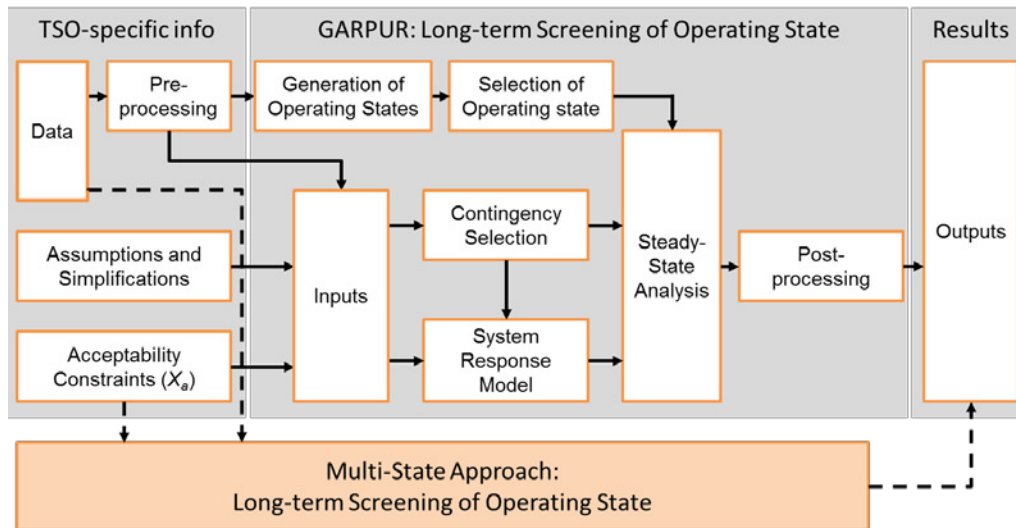 TSO-specific info
GARPUR: Long-term Screening of Operating State
Results
Data
Pre-
processing
Generation of
Operating States
Selection of
Operating state
Assumptions and
Simplifications
Acceptability
Constraints (Xa)
Inputs
Contingency
Selection
System
Response
Model
Steady-
State
Analysis
Post-
processing
Outputs
Multi-State Approach:
Long-term Screening of Operating State